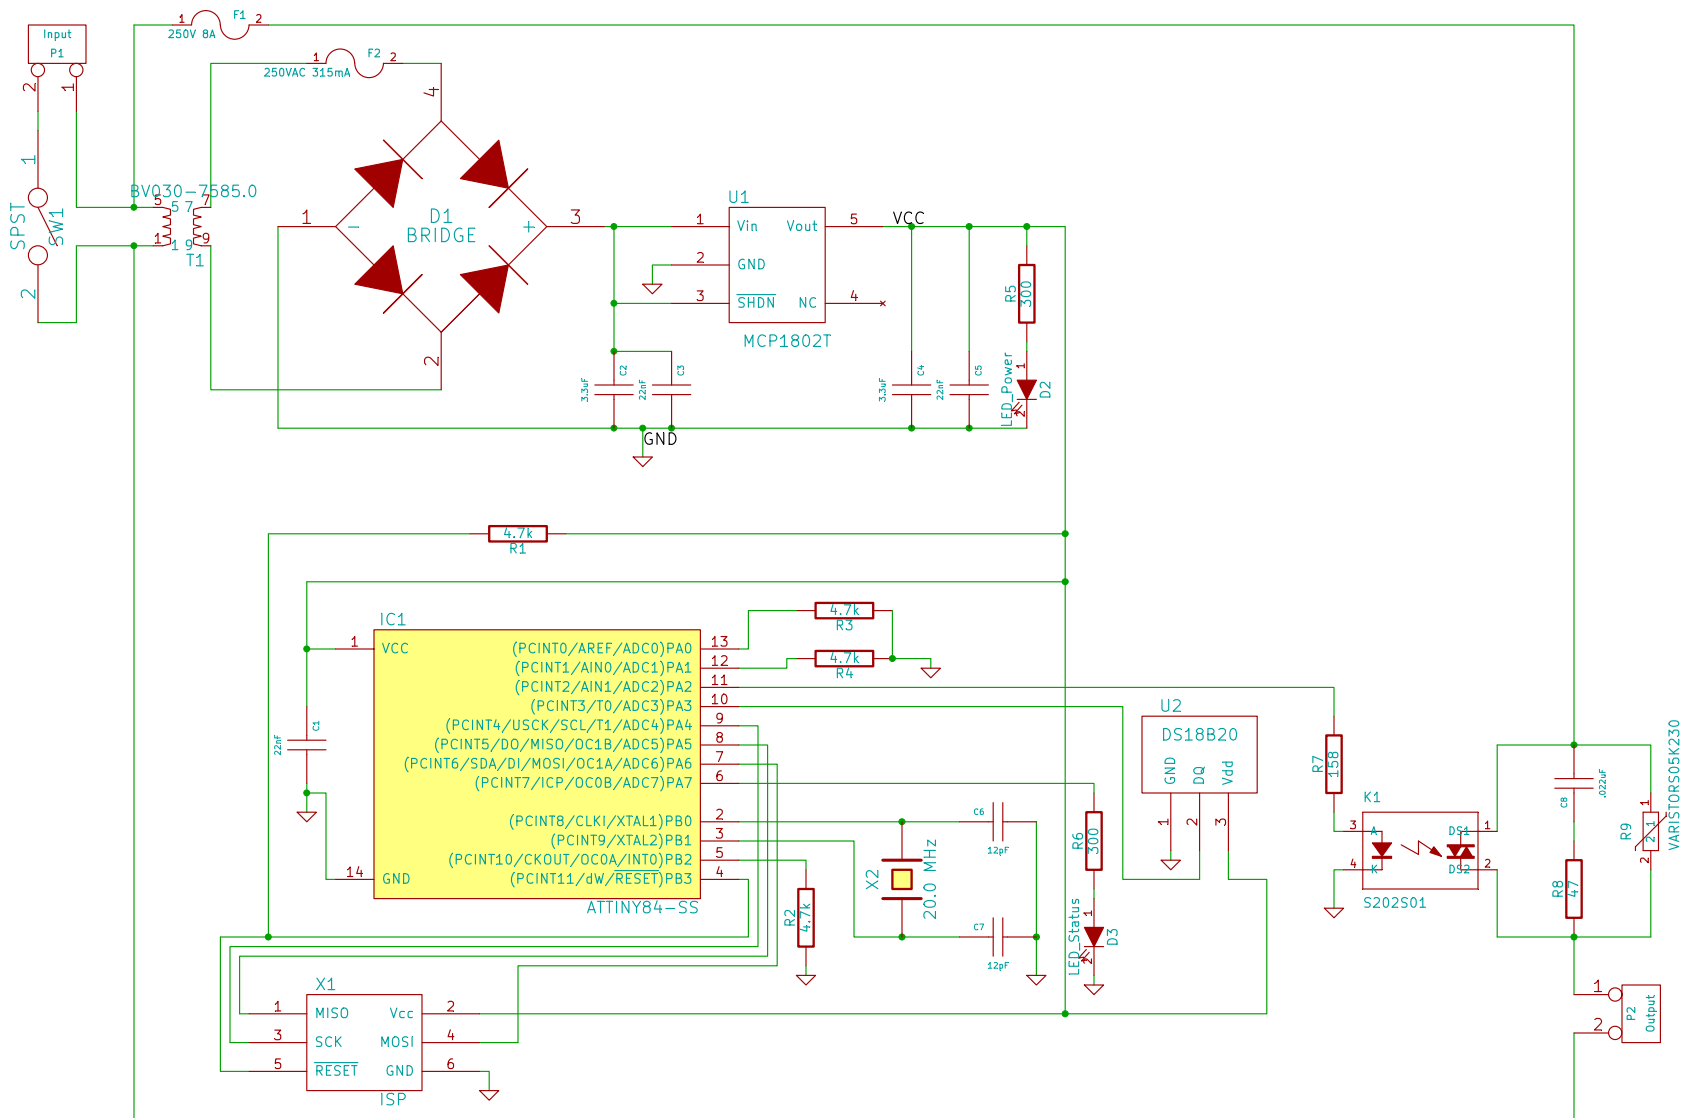 Input
P1
2
1
1
SPST
SW1
2
1
F1
2
250V 8A
1
F2
2
250VAC 315mA
BV030-7585.0
5
5
7
7
1
1
9
9
T1
4
1
−
D1
BRIDGE
+
3
2
U1
1
Vin
Vout
5
2
GND
3
SHDN
NC
4
MCP1802T
VCC
3.3uF
C2
22nF
C3
GND
3.3uF
C4
22nF
C5
R5
300
LED_Power
1
2
D2
4.7k
R1
IC1
1
VCC
14
GND
(PCINT0/AREF/ADC0)PA0
13
(PCINT1/AIN0/ADC1)PA1
12
(PCINT2/AIN1/ADC2)PA2
11
(PCINT3/T0/ADC3)PA3
10
(PCINT4/USCK/SCL/T1/ADC4)PA4
9
(PCINT5/DO/MISO/OC1B/ADC5)PA5
8
(PCINT6/SDA/DI/MOSI/OC1A/ADC6)PA6
7
(PCINT7/ICP/OC0B/ADC7)PA7
6
(PCINT8/CLKI/XTAL1)PB0
2
(PCINT9/XTAL2)PB1
3
(PCINT10/CKOUT/OC0A/INT0)PB2
5
(PCINT11/dW/RESET)PB3
4
ATTINY84-SS
22nF
C1
4.7k
R3
4.7k
R4
R2
4.7k
X2
20.0 MHz
C6
12pF
C7
12pF
R6
300
LED_Status
1
2
D3
U2
DS18B20
GND
DQ
Vdd
1
2
3
R7
158
K1
3
A
DS1
1
4
K
DS2
2
S202S01
C8
.022uF
R8
47
R9
1
2 1
2
VARISTORS05K230
1
2
P2
Output
X1
1
MISO
Vcc
2
3
SCK
MOSI
4
5
RESET
GND
6
ISP